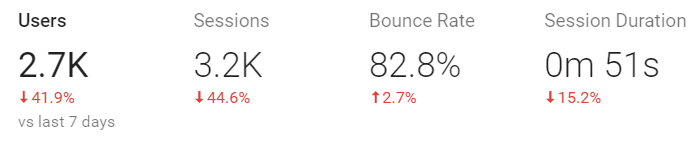 Users Sessions Bounce Rate Session Duration
2.7K 3.2K 82.8% 0m 51s
↓41.9% ↓44.6% ↑2.7% ↓15.2%
vs last 7 days